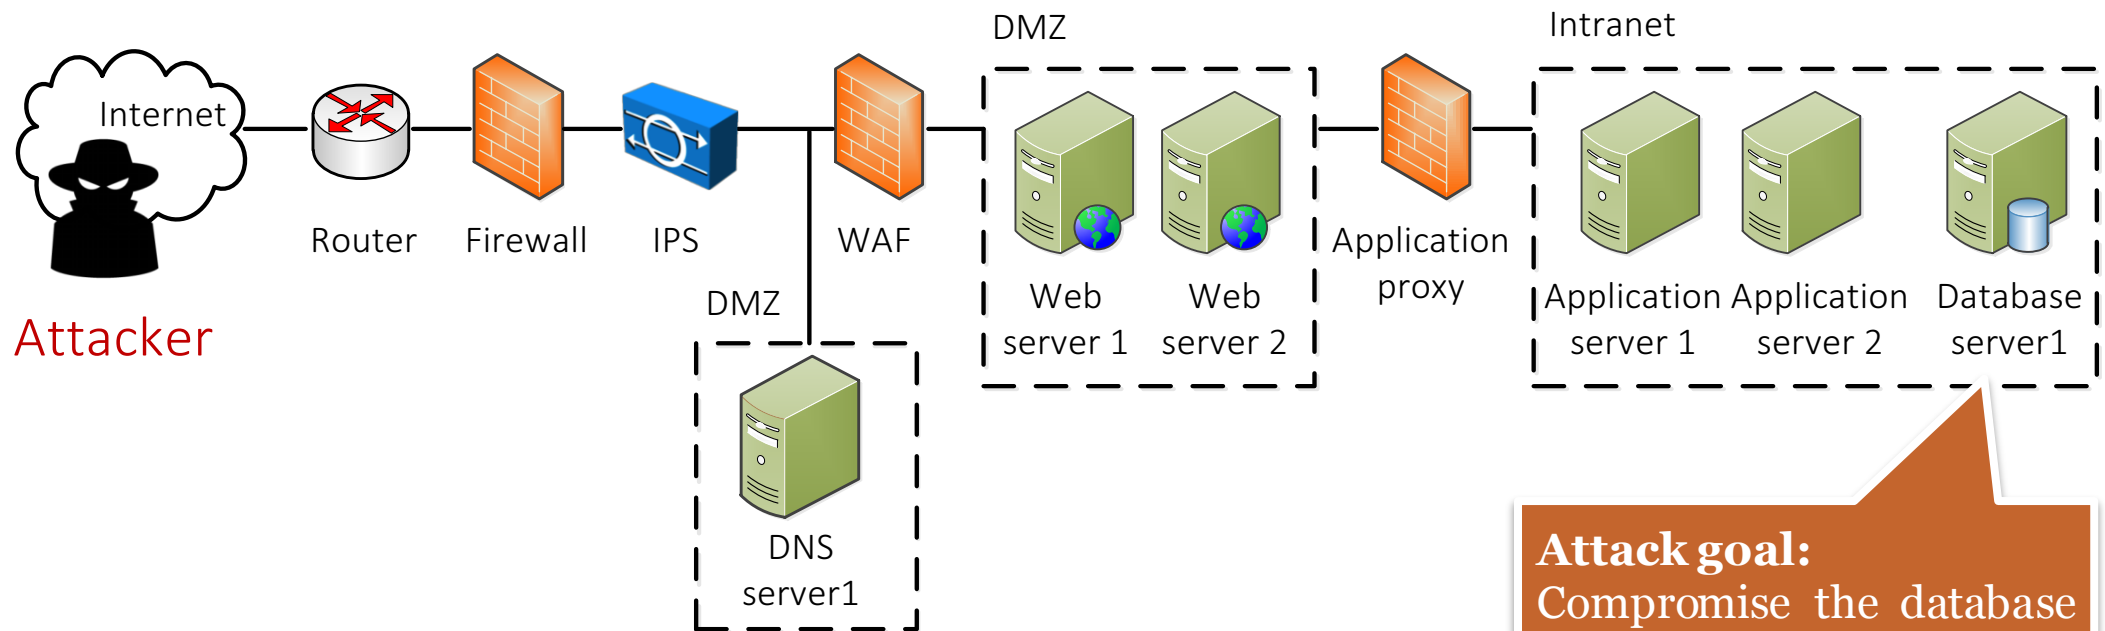 DMZ
Intranet
Internet
Router
Firewall
IPS
WAF
Application
proxy
Web
server 1
Web
server 2
Application
server 1
Application
server 2
Database
server1
Attacker
DMZ
DNS
server1
Attack goal:
Compromise the database